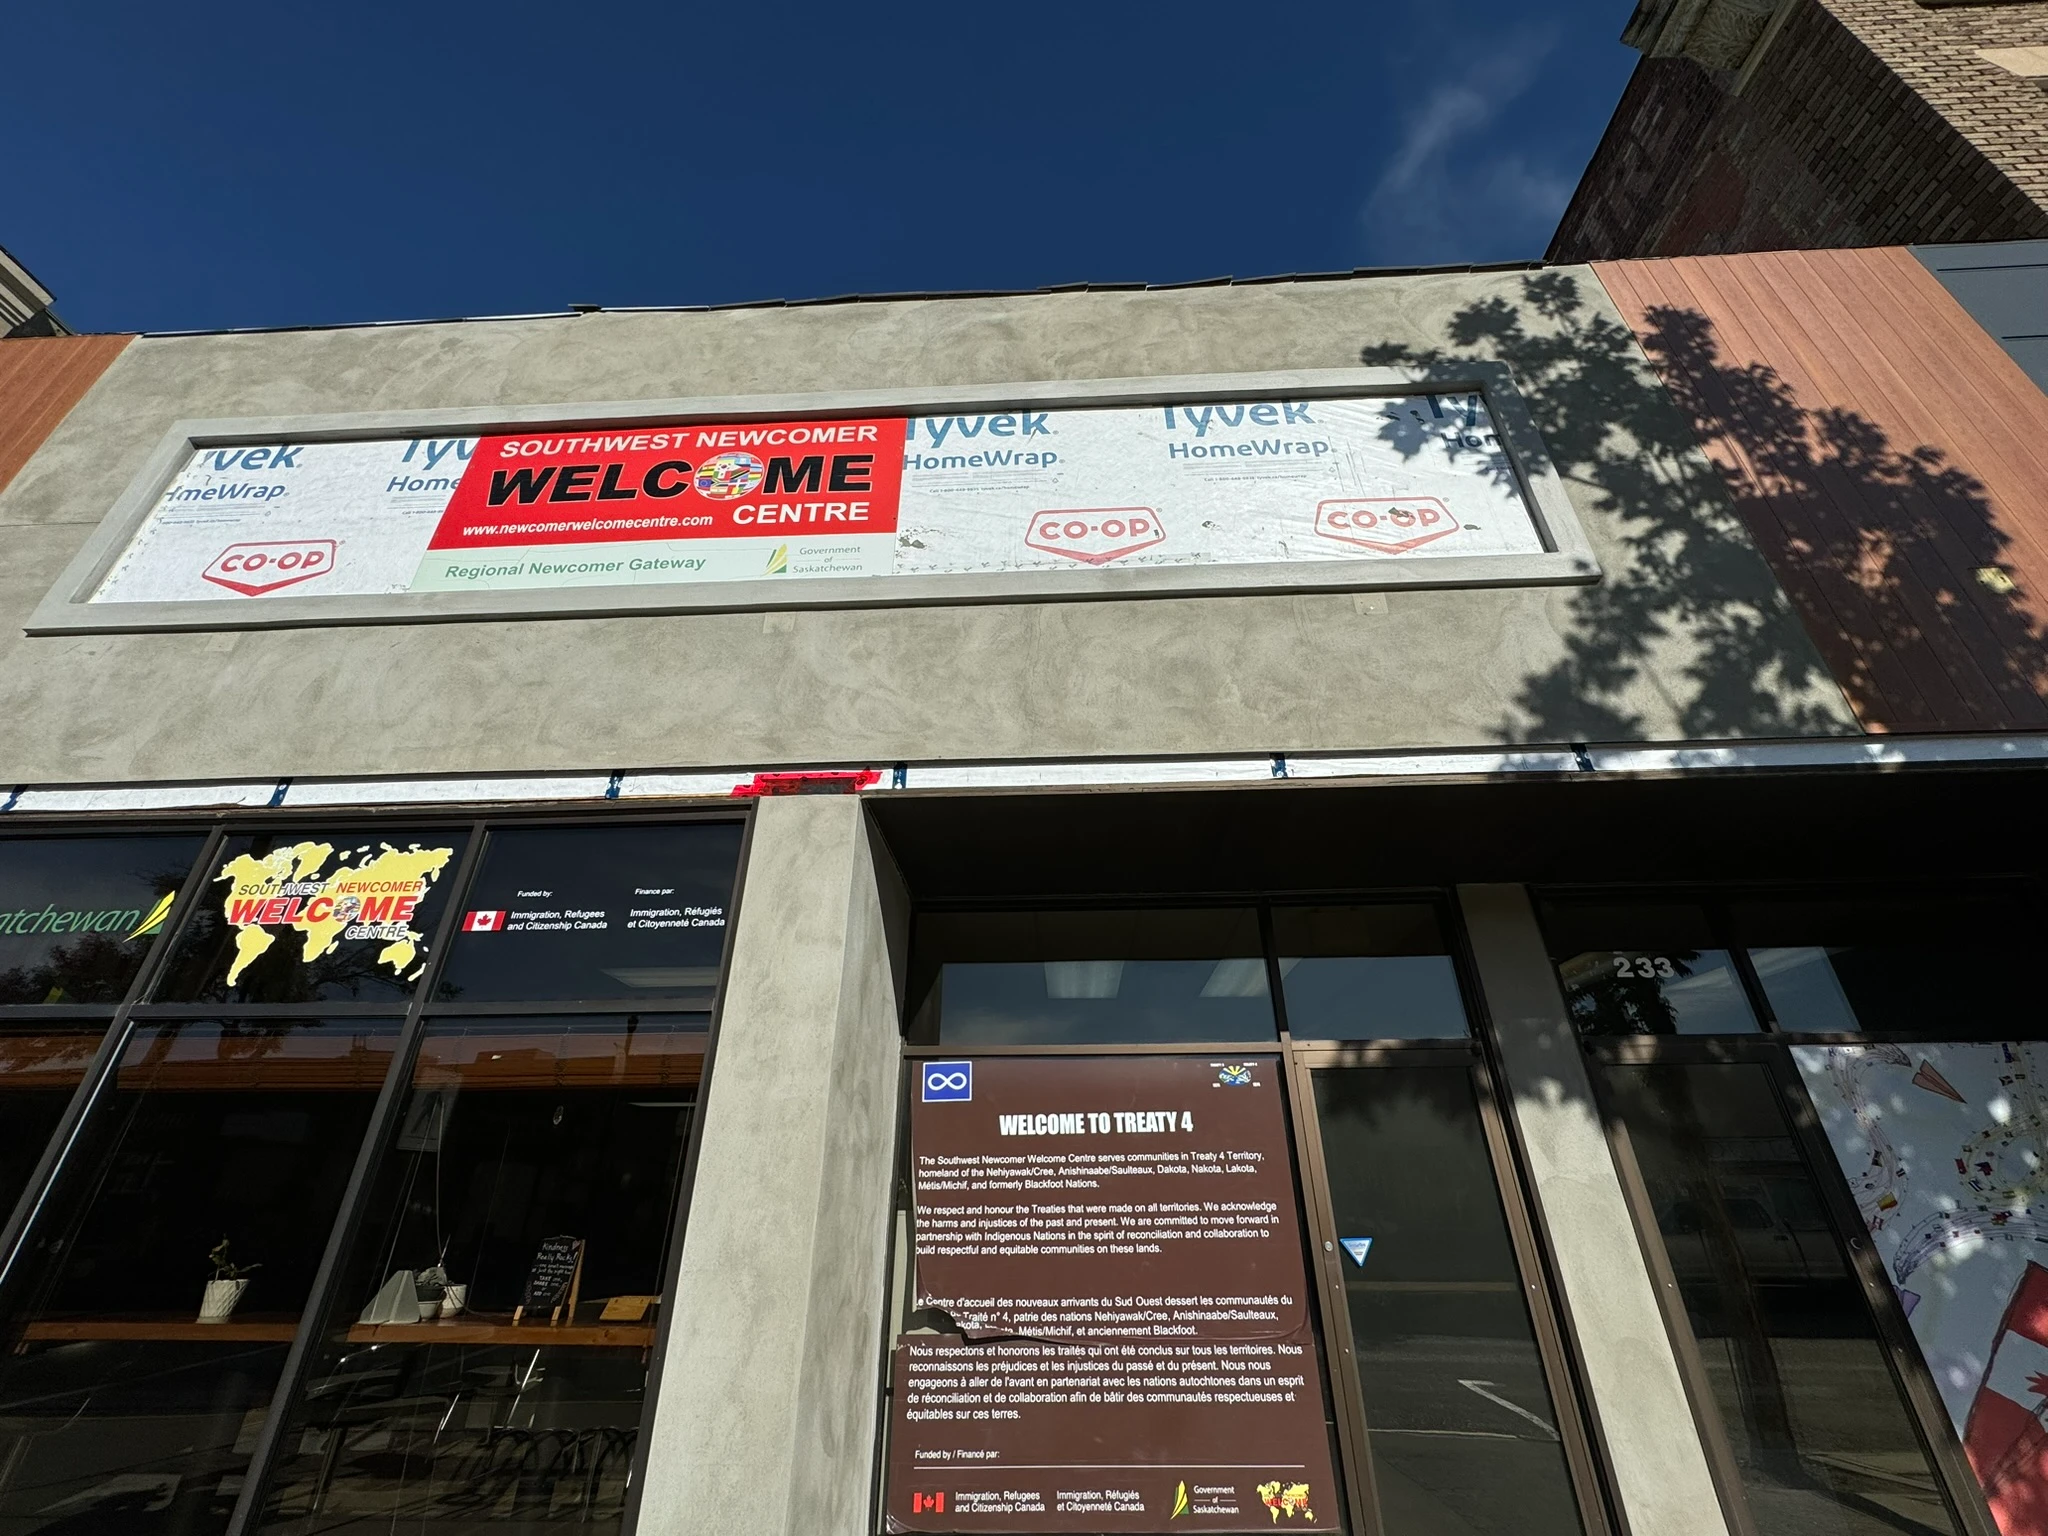 Tyvek
HomeWrap
CO-OP
SOUTHWEST NEWCOMER
WELCOME
CENTRE
www.newcomerwelcomecentre.com
Regional Newcomer Gateway
Government
of
Saskatchewan
Tyvek
HomeWrap
CO-OP
Tyvek
HomeWrap
CO-OP
Ty
Hom
atchewan
SOUTHWEST NEWCOMER
WELCOME
CENTRE
Funded by:
Immigration, Refugees
and Citizenship Canada
Finance par:
Immigration, Réfugiés
et Citoyenneté Canada
233
WELCOME TO TREATY 4
The Southwest Newcomer Welcome Centre serves communities in Treaty 4 Territory,
homeland of the Nehiyawak/Cree, Anishinaabe/Saulteaux, Dakota, Nakota, Lakota,
Métis/Michif, and formerly Blackfoot Nations.
We respect and honour the Treaties that were made on all territories. We acknowledge
the harms and injustices of the past and present. We are committed to move forward in
partnership with Indigenous Nations in the spirit of reconciliation and collaboration to
build respectful and equitable communities on these lands.
Le Centre d'accueil des nouveaux arrivants du Sud Ouest dessert les communautés du
Traité n° 4, patrie des nations Nehiyawak/Cree, Anishinaabe/Saulteaux,
Métis/Michif, et anciennement Blackfoot.
Nous respectons et honorons les traités qui ont été conclus sur tous les territoires. Nous
reconnaissons les préjudices et les injustices du passé et du présent. Nous nous
engageons à aller de l'avant en partenariat avec les nations autochtones dans un esprit
de réconciliation et de collaboration afin de bâtir des communautés respectueuses et
équitables sur ces terres.
Funded by / Financé par:
Immigration, Refugees
and Citizenship Canada
Immigration, Réfugiés
et Citoyenneté Canada
Government
of
Saskatchewan
WELCOME
Kindness
Really Rocks!